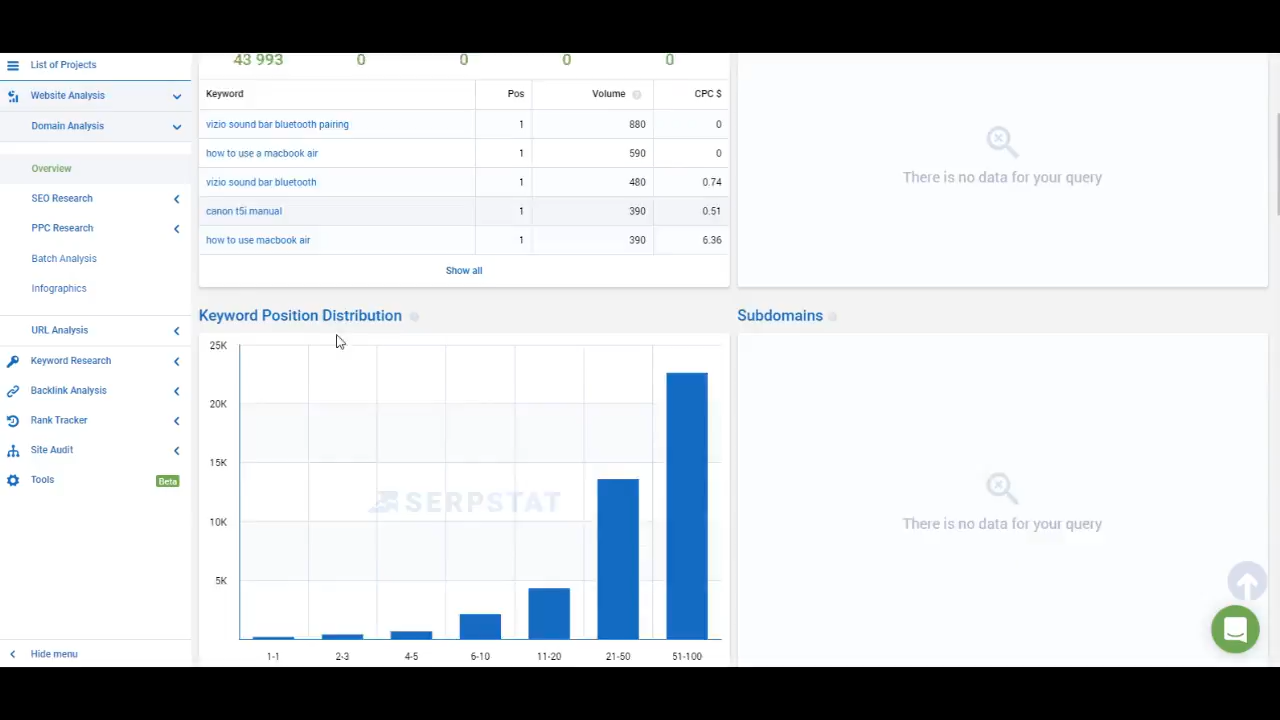 List of Projects
Website Analysis
Domain Analysis
Overview
SEO Research
PPC Research
Batch Analysis
Infographics
URL Analysis
Keyword Research
Backlink Analysis
Rank Tracker
Site Audit
Tools Beta
Hide menu
43 993 0 0 0 0
Keyword Pos Volume ? CPC $
vizio sound bar bluetooth pairing 1 880 0
how to use a macbook air 1 590 0
vizio sound bar bluetooth 1 480 0.74
canon t5i manual 1 390 0.51
how to use macbook air 1 390 6.36
Show all
There is no data for your query
Keyword Position Distribution
25K
20K
15K
10K
5K
SERPSTAT
1-1 2-3 4-5 6-10 11-20 21-50 51-100
Subdomains
There is no data for your query